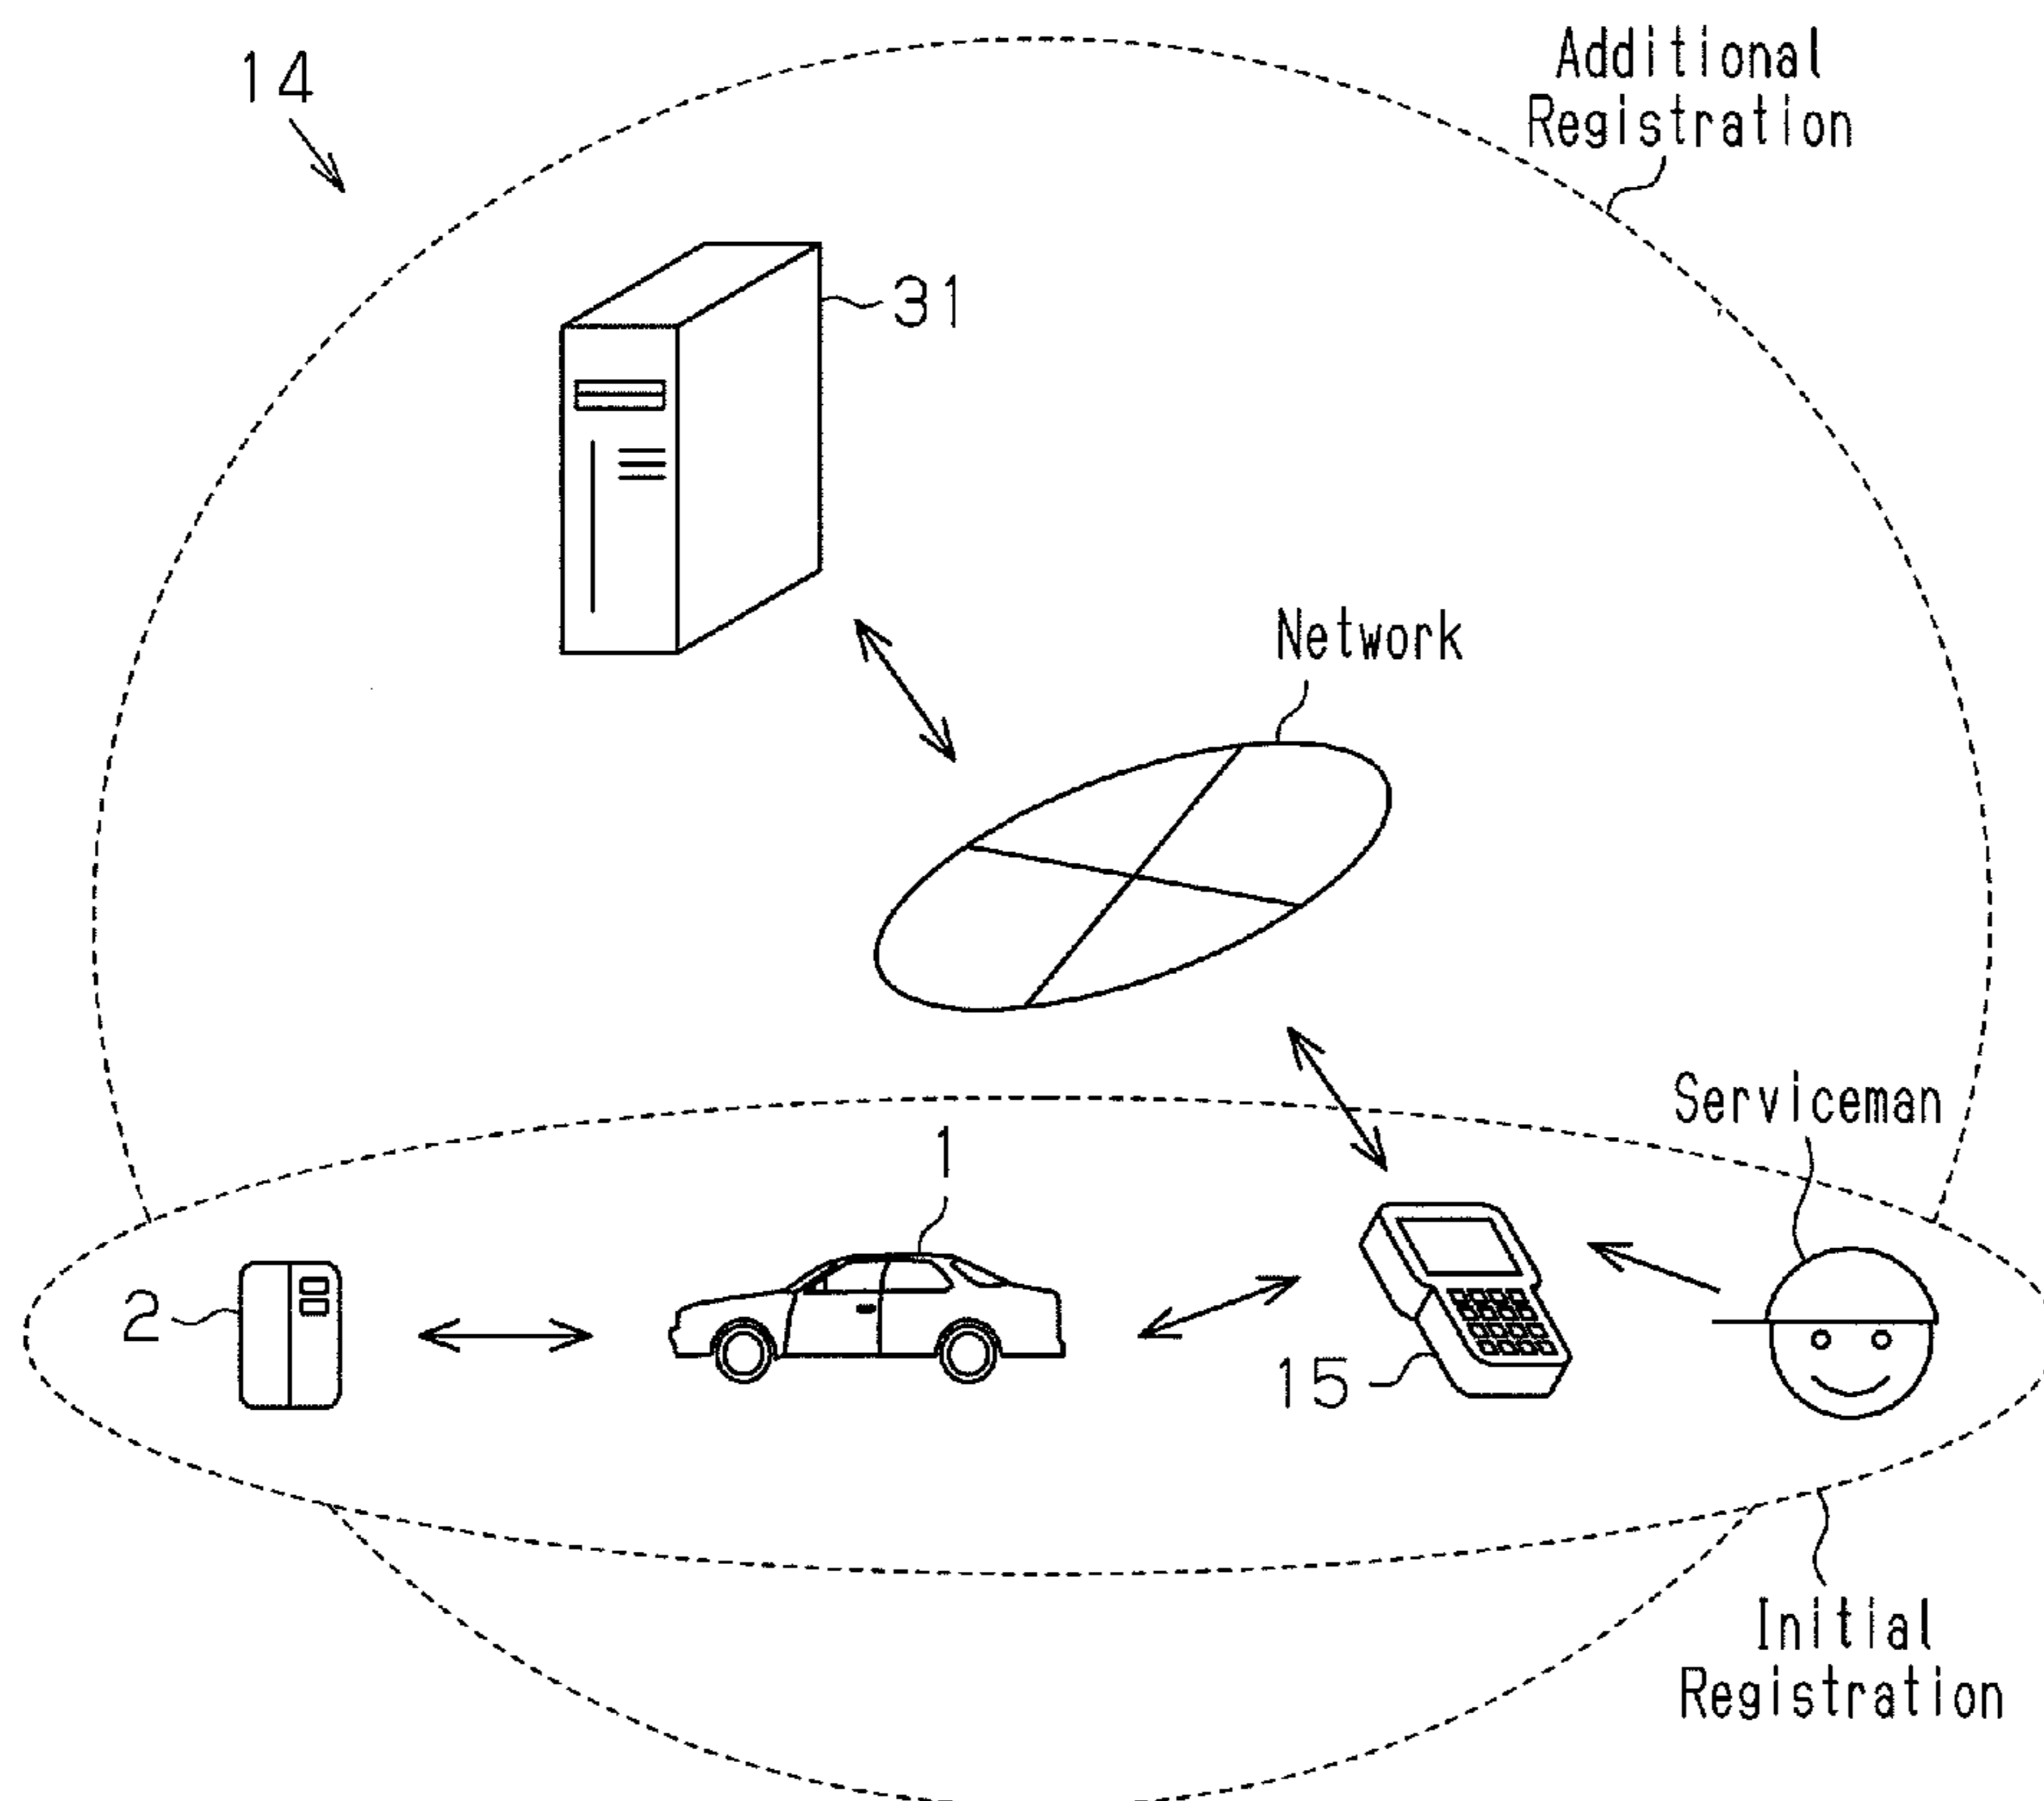 Additional
Registration
14
31
Network
Serviceman
1
2
15
Initial
Registration